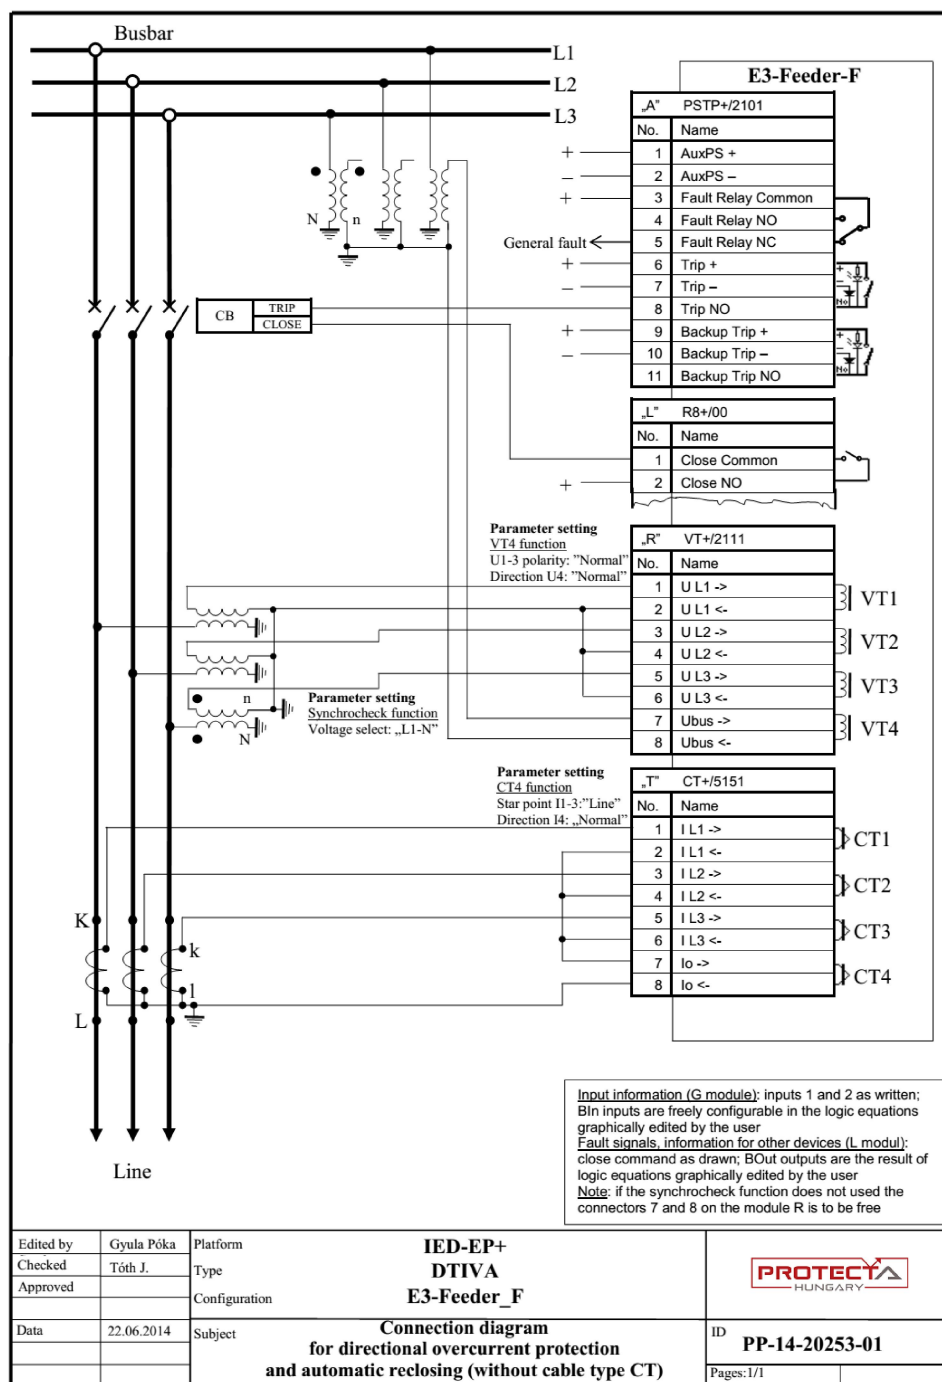 Busbar
L1
L2
L3
E3-Feeder-F
„A” PSTP+/2101
No. Name
+ 1 AuxPS +
– 2 AuxPS –
+ 3 Fault Relay Common
4 Fault Relay NO
General fault 5 Fault Relay NC
+ 6 Trip +
– 7 Trip –
8 Trip NO
+ 9 Backup Trip +
– 10 Backup Trip –
11 Backup Trip NO
+
–
No
+
–
No
N n
CB TRIP
CLOSE
„L” R8+/00
No. Name
1 Close Common
+ 2 Close NO
Parameter setting
VT4 function
U1-3 polarity: ”Normal”
Direction U4: ”Normal”
„R” VT+/2111
No. Name
1 U L1 ->
2 U L1 <-
VT1
3 U L2 ->
4 U L2 <-
VT2
5 U L3 ->
6 U L3 <-
VT3
7 Ubus ->
8 Ubus <-
VT4
n
N
Parameter setting
Synchrocheck function
Voltage select: „L1-N”
Parameter setting
CT4 function
Star point I1-3:”Line”
Direction I4: „Normal”
„T” CT+/5151
No. Name
1 I L1 ->
2 I L1 <-
CT1
3 I L2 ->
4 I L2 <-
CT2
5 I L3 ->
6 I L3 <-
CT3
7 Io ->
8 Io <-
CT4
K
k
l
L
Line
Input information (G module): inputs 1 and 2 as written;
BIn inputs are freely configurable in the logic equations
graphically edited by the user
Fault signals, information for other devices (L modul):
close command as drawn; BOut outputs are the result of
logic equations graphically edited by the user
Note: if the synchrocheck function does not used the
connectors 7 and 8 on the module R is to be free
Edited by Gyula Póka
Checked Tóth J.
Approved
Data 22.06.2014
Platform IED-EP+
Type DTIVA
Configuration E3-Feeder_F
Subject Connection diagram
for directional overcurrent protection
and automatic reclosing (without cable type CT)
PROTECTA
HUNGARY
ID
PP-14-20253-01
Pages:1/1